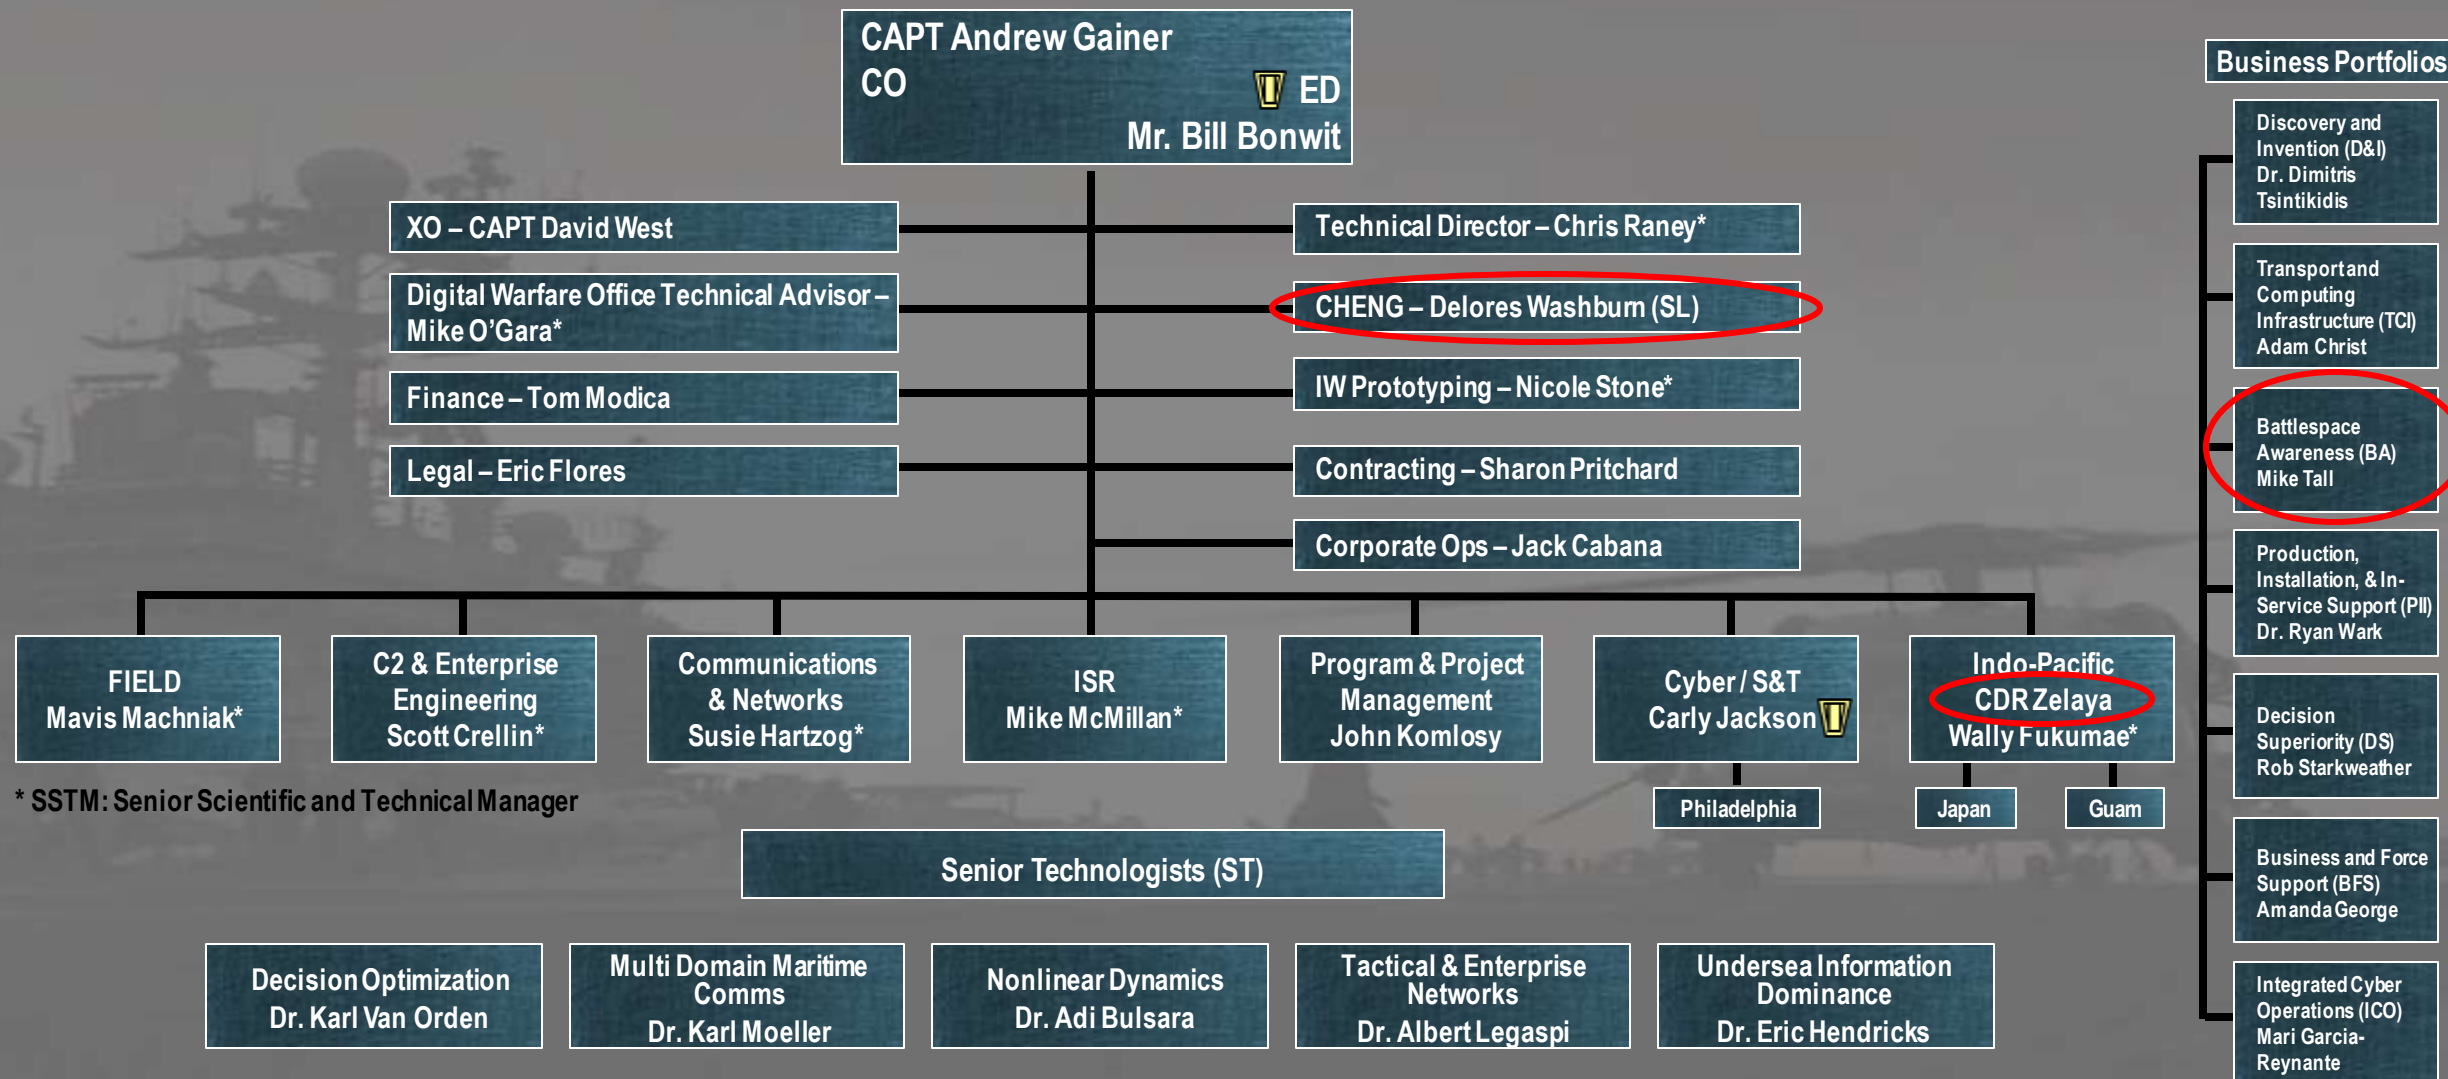 CAPT Andrew Gainer
CO
ED
Mr. Bill Bonwit
XO – CAPT David West
Digital Warfare Office Technical Advisor –
Mike O’Gara*
Finance – Tom Modica
Legal – Eric Flores
Technical Director – Chris Raney*
CHENG – Delores Washburn (SL)
IW Prototyping – Nicole Stone*
Contracting – Sharon Pritchard
Corporate Ops – Jack Cabana
FIELD
Mavis Machniak*
C2 & Enterprise
Engineering
Scott Crellin*
Communications
& Networks
Susie Hartzog*
ISR
Mike McMillan*
Program & Project
Management
John Komlosy
Cyber / S&T
Carly Jackson
Indo-Pacific
CDR Zelaya
Wally Fukumae*
Philadelphia
Japan
Guam
* SSTM: Senior Scientific and Technical Manager
Senior Technologists (ST)
Decision Optimization
Dr. Karl Van Orden
Multi Domain Maritime
Comms
Dr. Karl Moeller
Nonlinear Dynamics
Dr. Adi Bulsara
Tactical & Enterprise
Networks
Dr. Albert Legaspi
Undersea Information
Dominance
Dr. Eric Hendricks
Business Portfolios
Discovery and
Invention (D&I)
Dr. Dimitris
Tsintikidis
Transport and
Computing
Infrastructure (TCI)
Adam Christ
Battlespace
Awareness (BA)
Mike Tall
Production,
Installation, & In-
Service Support (PII)
Dr. Ryan Wark
Decision
Superiority (DS)
Rob Starkweather
Business and Force
Support (BFS)
Amanda George
Integrated Cyber
Operations (ICO)
Mari Garcia-
Reynante